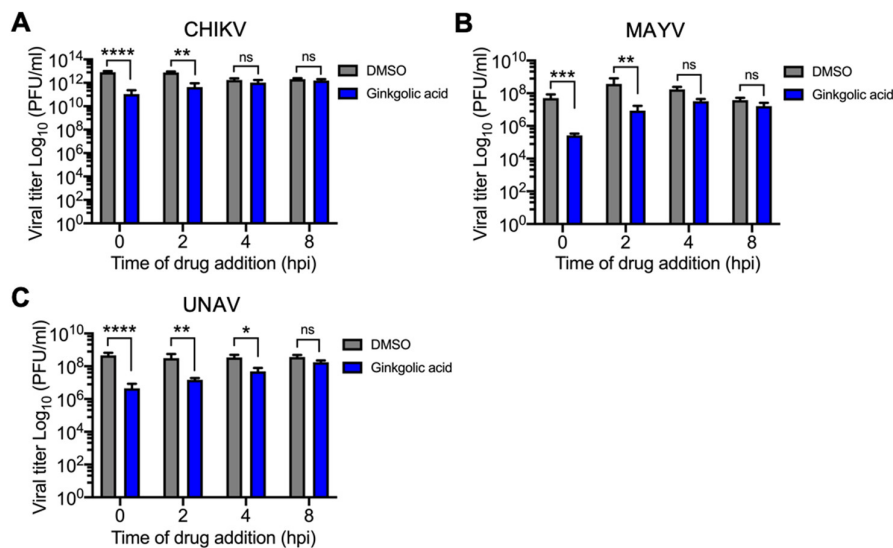 A
CHIKV
Viral titer Log10 (PFU/ml)
10^14
10^12
10^10
10^8
10^6
10^4
10^2
10^0
****
**
ns
ns
DMSO
Ginkgolic acid
0 2 4 8
Time of drug addition (hpi)
B
MAYV
Viral titer Log10 (PFU/ml)
10^10
10^8
10^6
10^4
10^2
10^0
***
**
ns
ns
DMSO
Ginkgolic acid
0 2 4 8
Time of drug addition (hpi)
C
UNAV
Viral titer Log10 (PFU/ml)
10^10
10^8
10^6
10^4
10^2
10^0
****
**
*
ns
DMSO
Ginkgolic acid
0 2 4 8
Time of drug addition (hpi)